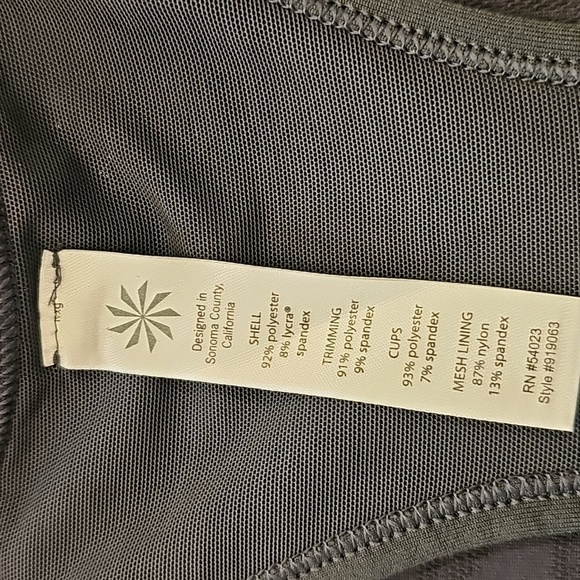 Designed in
Sonoma County,
California
SHELL
92% polyester
8% lycra®
spandex
TRIMMING
91% polyester
9% spandex
CUPS
93% polyester
7% spandex
MESH LINING
87% nylon
13% spandex
RN #54023
Style #919063